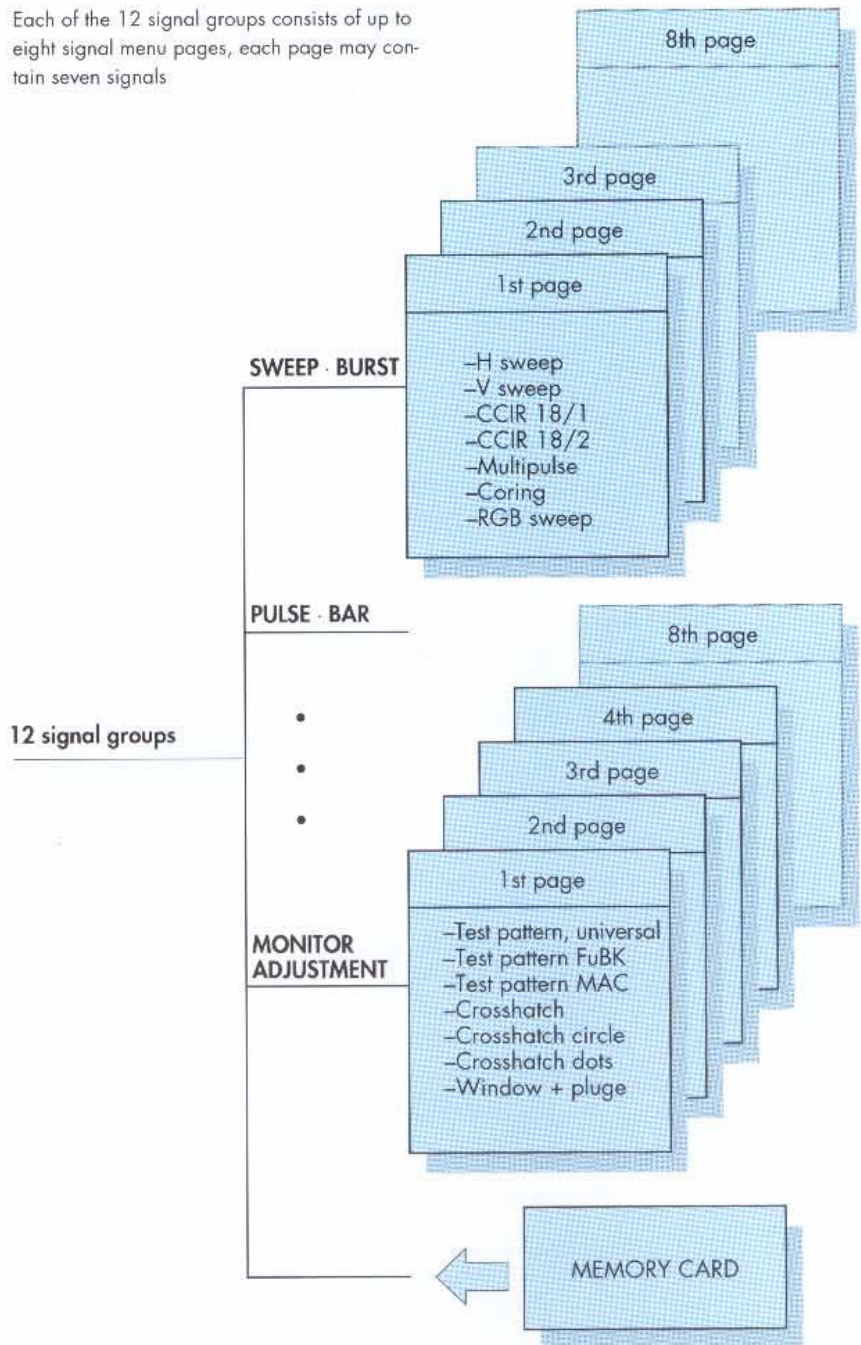 Each of the 12 signal groups consists of up to
eight signal menu pages, each page may con-
tain seven signals
8th page
3rd page
2nd page
1st page
SWEEP · BURST
–H sweep
–V sweep
–CCIR 18/1
–CCIR 18/2
–Multipulse
–Coring
–RGB sweep
PULSE · BAR
8th page
4th page
12 signal groups
3rd page
2nd page
1st page
MONITOR
ADJUSTMENT
–Test pattern, universal
–Test pattern FuBK
–Test pattern MAC
–Crosshatch
–Crosshatch circle
–Crosshatch dots
–Window + pluge
MEMORY CARD